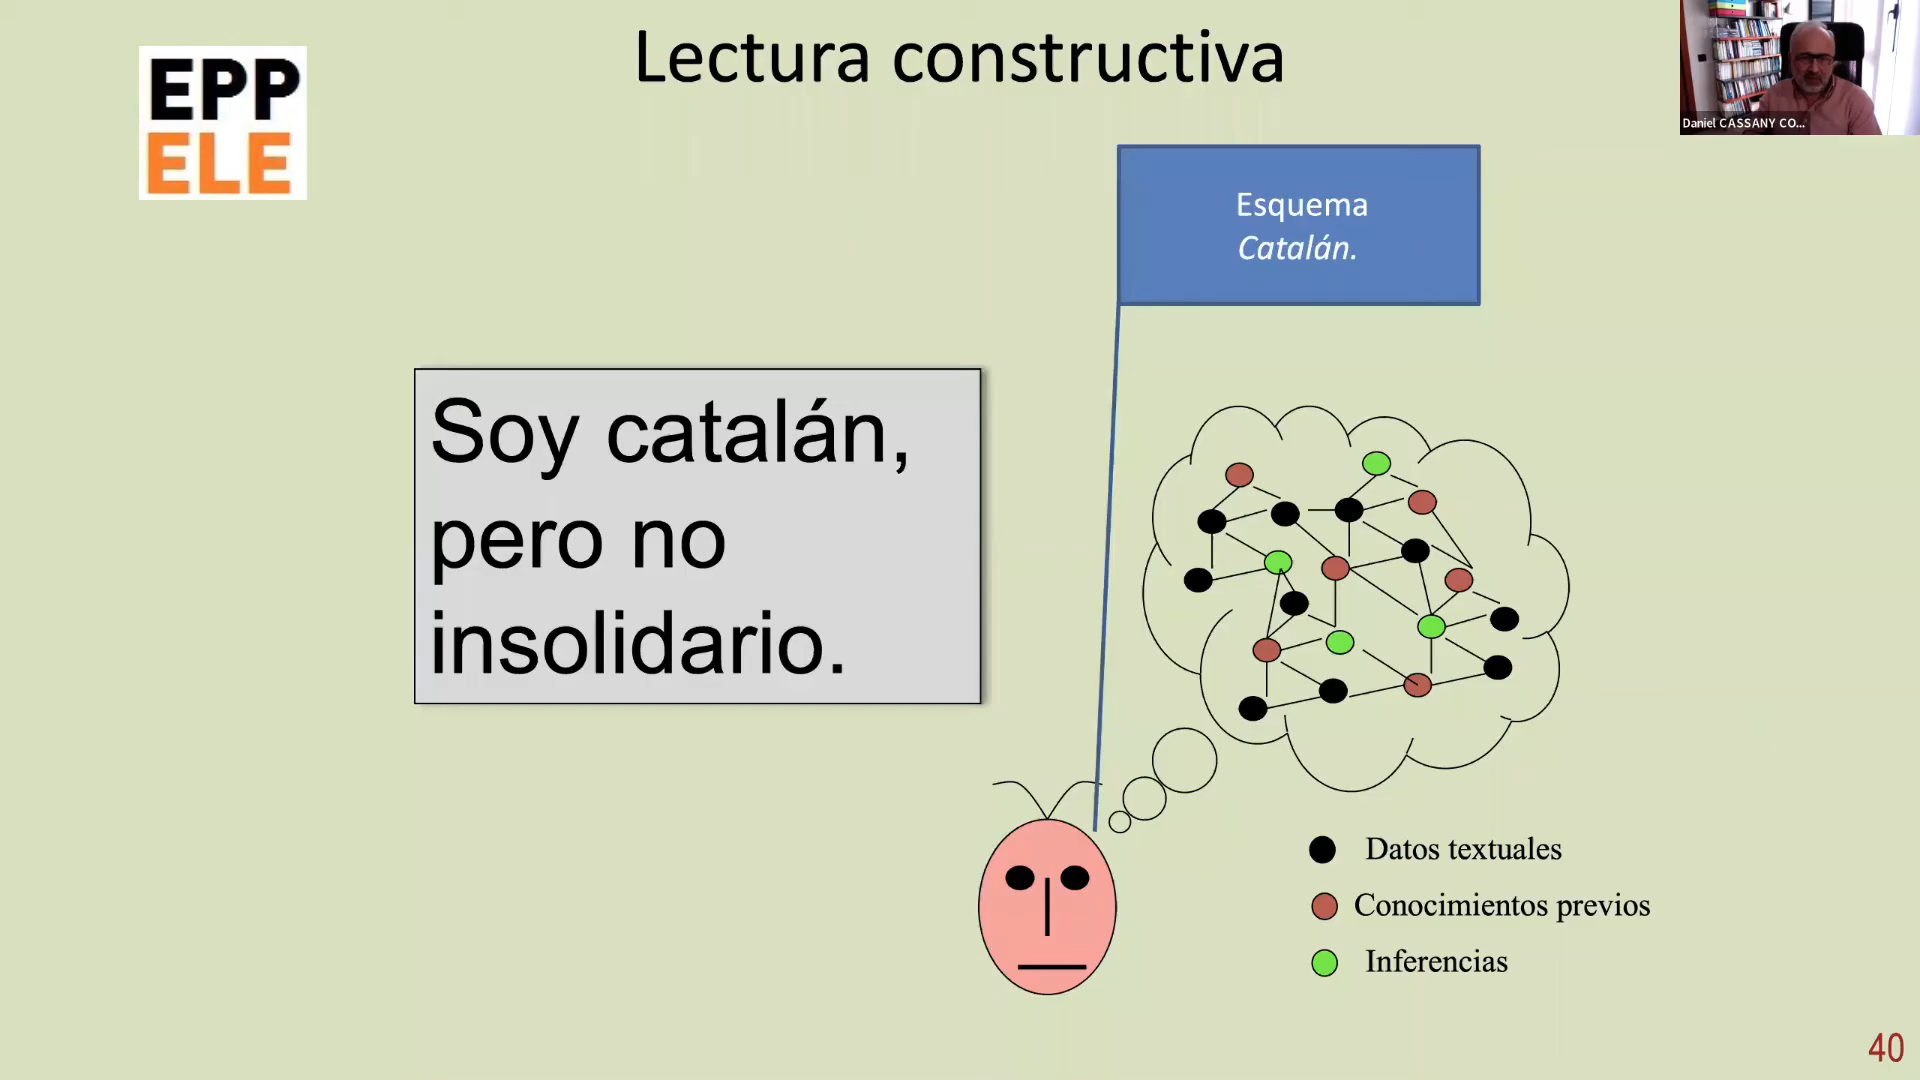 Lectura constructiva
EPP
ELE
Daniel CASSANY CO...
Esquema
Catalán.
Soy catalán,
pero no
insolidario.
Datos textuales
Conocimientos previos
Inferencias
40